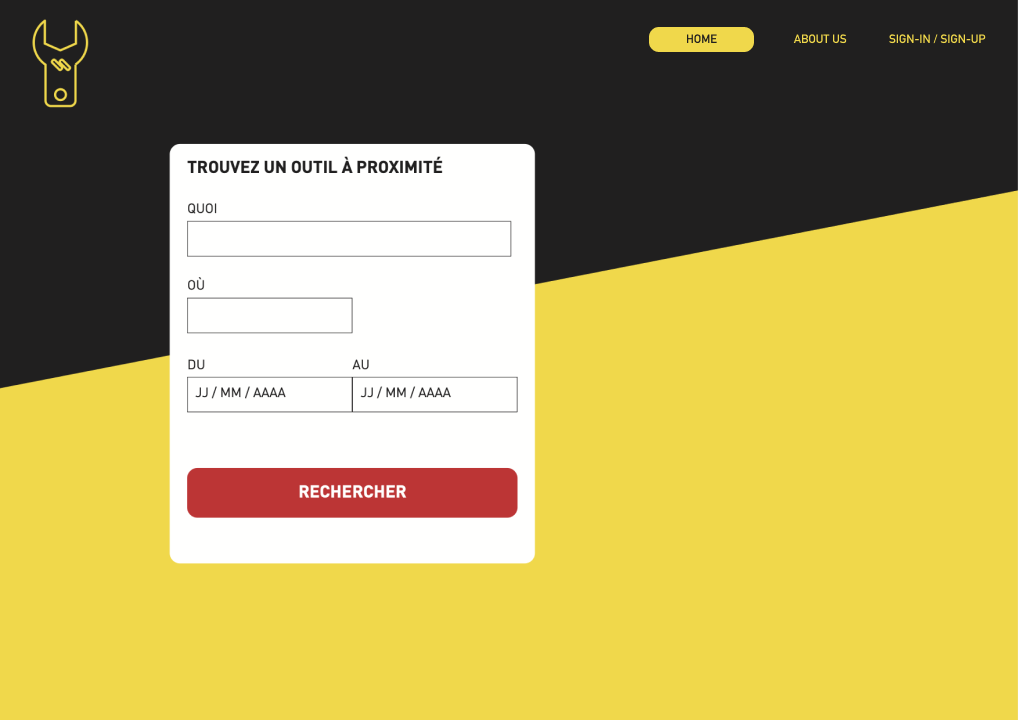 HOME ABOUT US SIGN-IN / SIGN-UP
TROUVEZ UN OUTIL À PROXIMITÉ
QUOI
OÙ
DU AU
JJ / MM / AAAA JJ / MM / AAAA
RECHERCHER